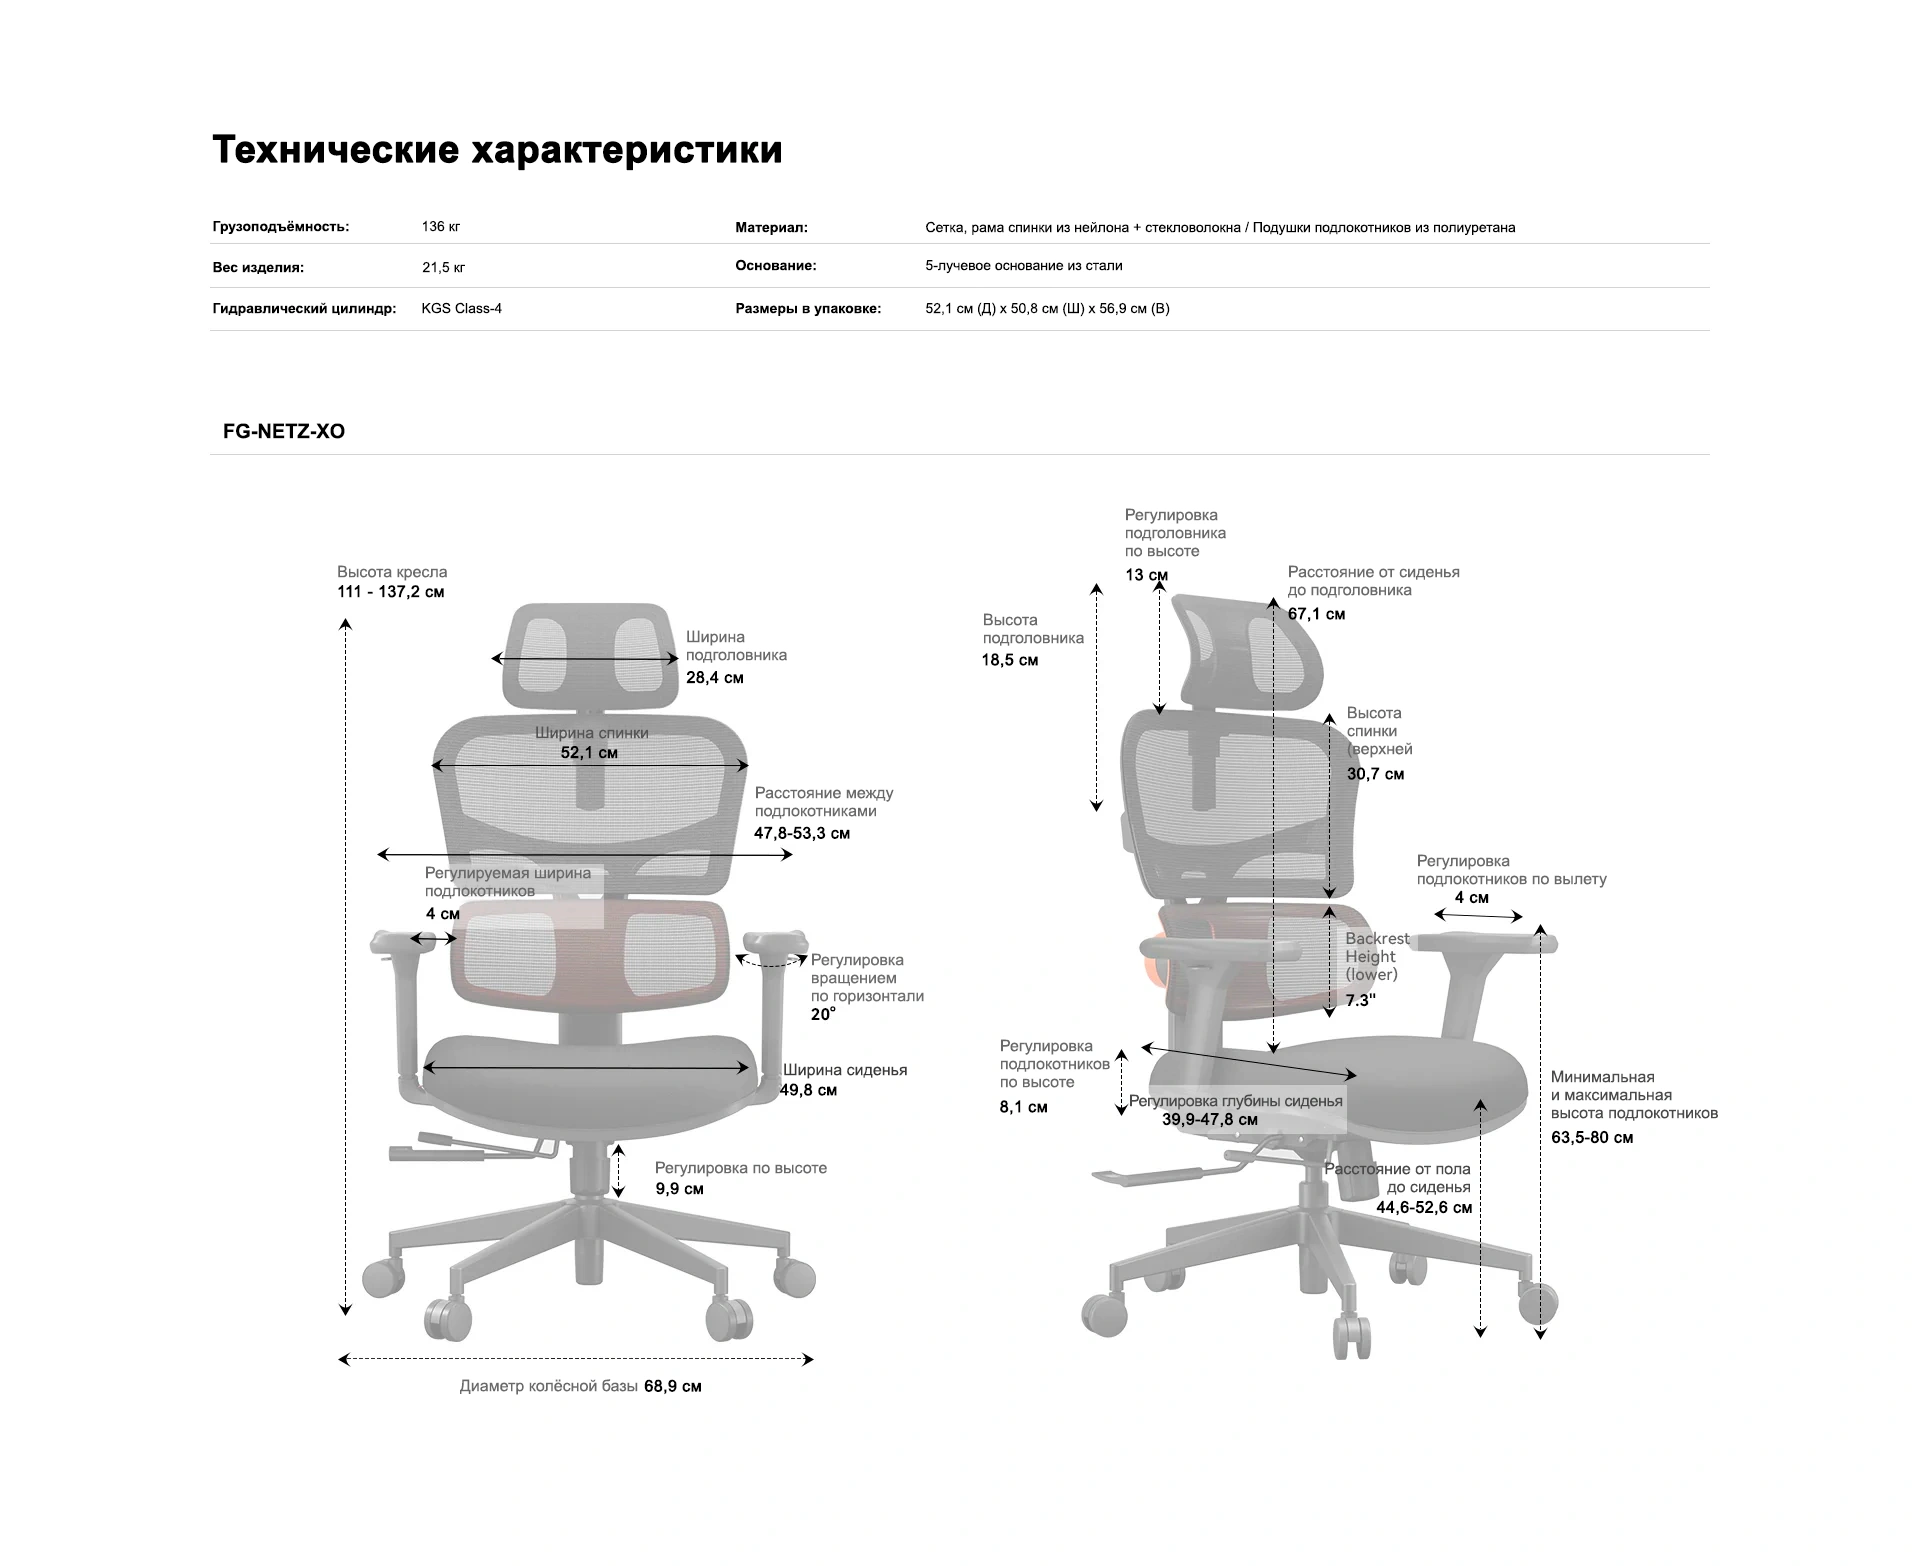 Технические характеристики
Грузоподъёмность: 136 кг Материал: Сетка, рама спинки из нейлона + стекловолокна / Подушки подлокотников из полиуретана
Вес изделия: 21,5 кг Основание: 5-лучевое основание из стали
Гидравлический цилиндр: KGS Class-4 Размеры в упаковке: 52,1 см (Д) x 50,8 см (Ш) x 56,9 см (В)
FG-NETZ-XO
Высота кресла
111 - 137,2 см
Ширина
подголовника
28,4 см
Ширина спинки
52,1 см
Расстояние между
подлокотниками
47,8-53,3 см
Регулируемая ширина
подлокотников
4 см
Регулировка
вращением
по горизонтали
20°
Ширина сиденья
49,8 см
Регулировка по высоте
9,9 см
Диаметр колёсной базы 68,9 см
Регулировка
подголовника
по высоте
13 см
Расстояние от сиденья
до подголовника
67,1 см
Высота
подголовника
18,5 см
Высота
спинки
(верхней
30,7 см
Регулировка
подлокотников по вылету
4 см
Backrest
Height
(lower)
7.3"
Регулировка
подлокотников
по высоте
8,1 см
Регулировка глубины сиденья
39,9-47,8 см
Минимальная
и максимальная
высота подлокотников
63,5-80 см
Расстояние от пола
до сиденья
44,6-52,6 см